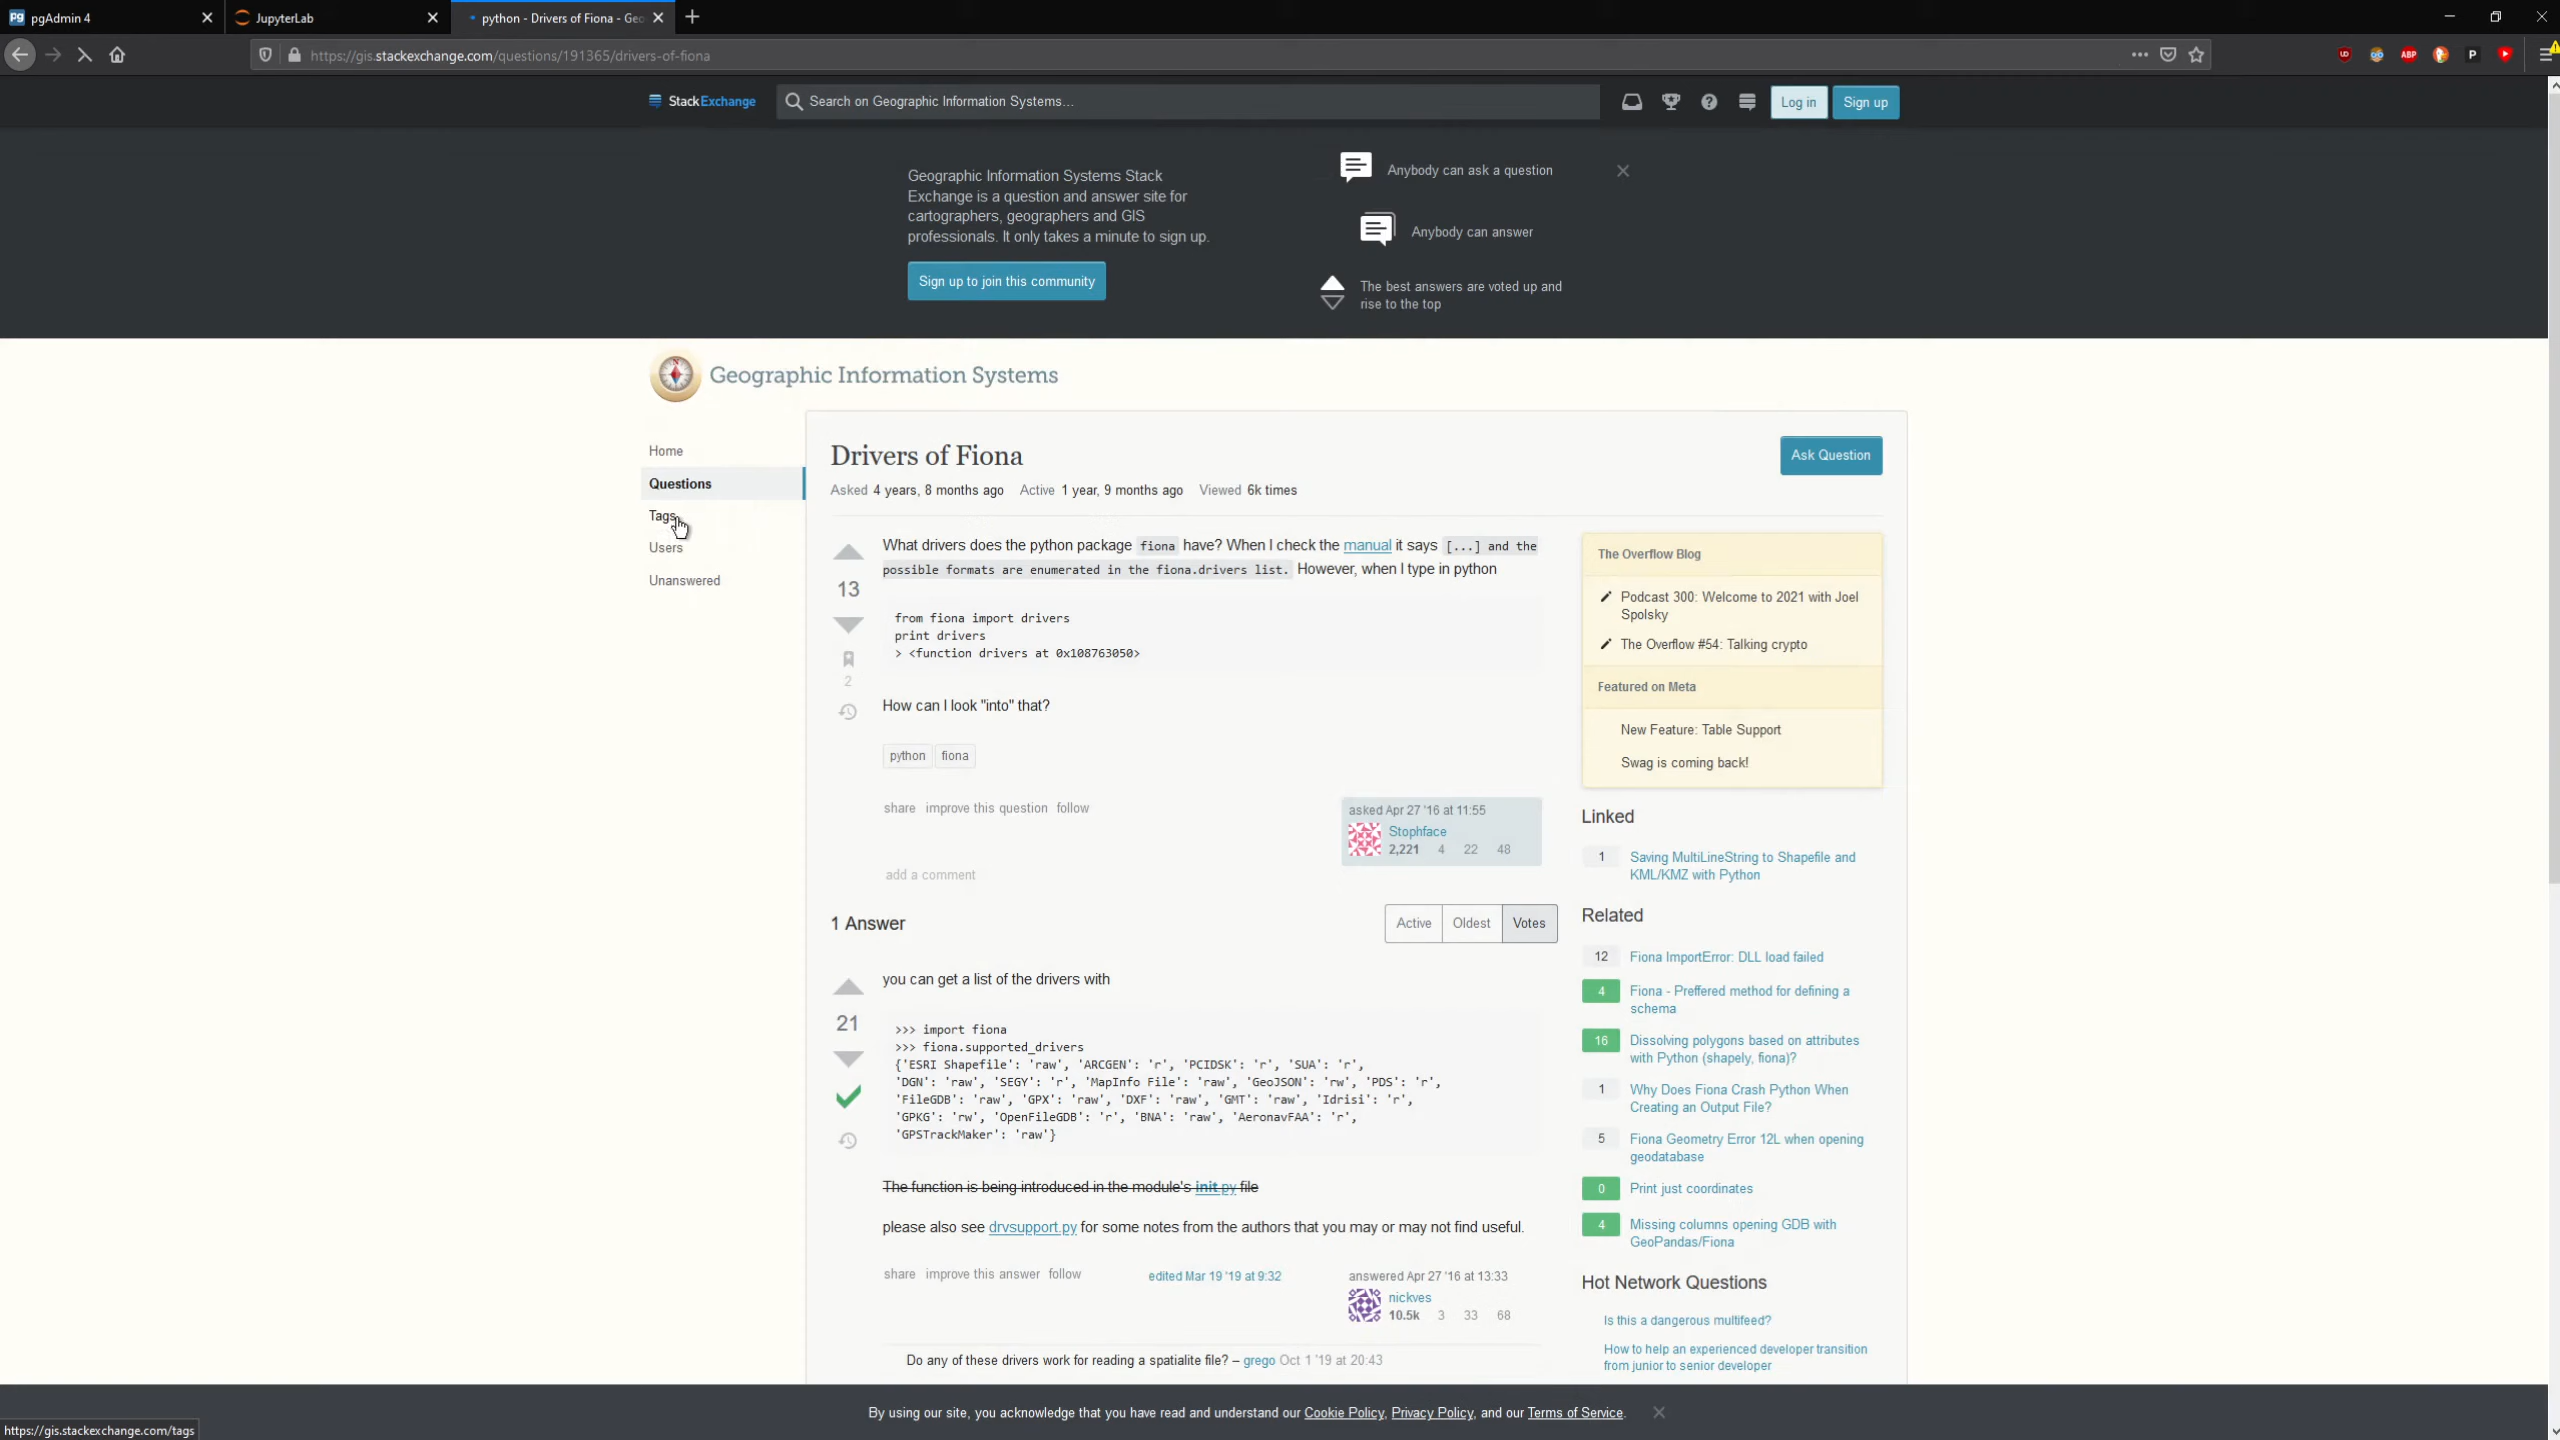 pgAdmin 4
JupyterLab
python - Drivers of Fiona - Geo
https://gis.stackexchange.com/questions/191365/drivers-of-fiona
StackExchange
Search on Geographic Information Systems...
Log in
Sign up
Geographic Information Systems Stack
Exchange is a question and answer site for
cartographers, geographers and GIS
professionals. It only takes a minute to sign up.
Sign up to join this community
Anybody can ask a question
Anybody can answer
The best answers are voted up and
rise to the top
Geographic Information Systems
Home
Questions
Tags
Users
Unanswered
Drivers of Fiona
Ask Question
Asked 4 years, 8 months ago Active 1 year, 9 months ago Viewed 6k times
13
2
What drivers does the python package fiona have? When I check the manual it says [...] and the
possible formats are enumerated in the fiona.drivers list. However, when I type in python
from fiona import drivers
print drivers
> <function drivers at 0x108763050>
How can I look "into" that?
python fiona
share improve this question follow
asked Apr 27 '16 at 11:55
Stophface
2,221 4 22 48
add a comment
1 Answer
Active Oldest Votes
21
you can get a list of the drivers with
>>> import fiona
>>> fiona.supported_drivers
{'ESRI Shapefile': 'raw', 'ARCGEN': 'r', 'PCIDSK': 'r', 'SUA': 'r',
'DGN': 'raw', 'SEGY': 'r', 'MapInfo File': 'raw', 'GeoJSON': 'rw', 'PDS': 'r',
'FileGDB': 'raw', 'GPX': 'raw', 'DXF': 'raw', 'GMT': 'raw', 'Idrisi': 'r',
'GPKG': 'rw', 'OpenFileGDB': 'r', 'BNA': 'raw', 'AeronavFAA': 'r',
'GPSTrackMaker': 'raw'}
The function is being introduced in the module's init.py file
please also see drvsupport.py for some notes from the authors that you may or may not find useful.
share improve this answer follow
edited Mar 19 '19 at 9:32
answered Apr 27 '16 at 13:33
nickves
10.5k 3 33 68
Do any of these drivers work for reading a spatialite file? – grego Oct 1 '19 at 20:43
The Overflow Blog
Podcast 300: Welcome to 2021 with Joel
Spolsky
The Overflow #54: Talking crypto
Featured on Meta
New Feature: Table Support
Swag is coming back!
Linked
1 Saving MultiLineString to Shapefile and
KML/KMZ with Python
Related
12 Fiona ImportError: DLL load failed
4 Fiona - Preffered method for defining a
schema
16 Dissolving polygons based on attributes
with Python (shapely, fiona)?
1 Why Does Fiona Crash Python When
Creating an Output File?
5 Fiona Geometry Error 12L when opening
geodatabase
0 Print just coordinates
4 Missing columns opening GDB with
GeoPandas/Fiona
Hot Network Questions
Is this a dangerous multifeed?
How to help an experienced developer transition
from junior to senior developer
By using our site, you acknowledge that you have read and understand our Cookie Policy, Privacy Policy, and our Terms of Service.
https://gis.stackexchange.com/tags